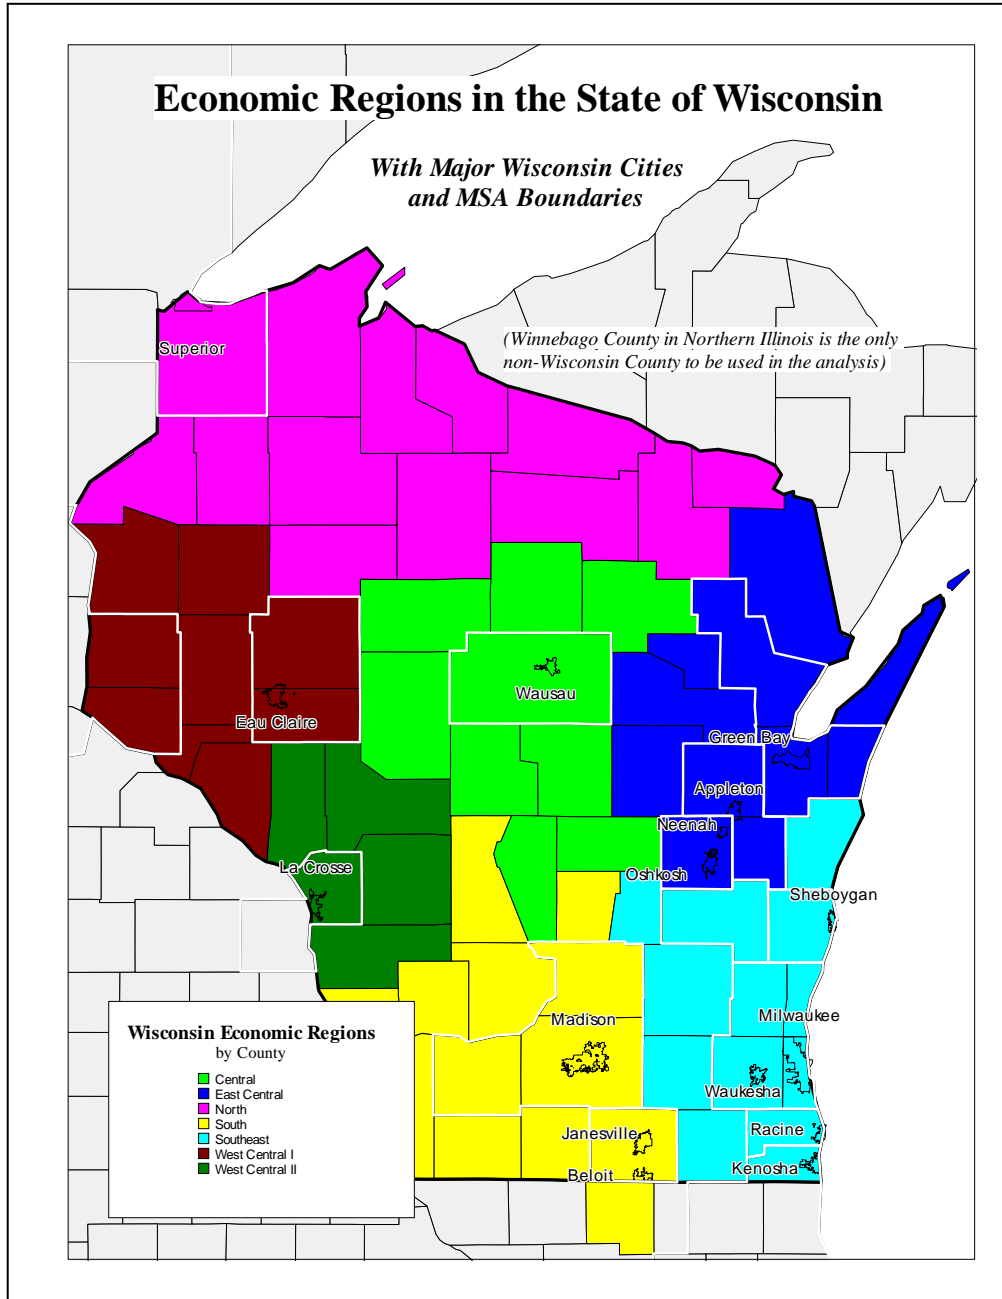 Economic Regions in the State of Wisconsin
With Major Wisconsin Cities
and MSA Boundaries
(Winnebago County in Northern Illinois is the only
non-Wisconsin County to be used in the analysis)
Superior
Wausau
Eau Claire
Green Bay
Appleton
Neenah
La Crosse
Oshkosh
Sheboygan
Madison
Milwaukee
Waukesha
Janesville
Racine
Beloit
Kenosha
Wisconsin Economic Regions
by County
Central
East Central
North
South
Southeast
West Central I
West Central II